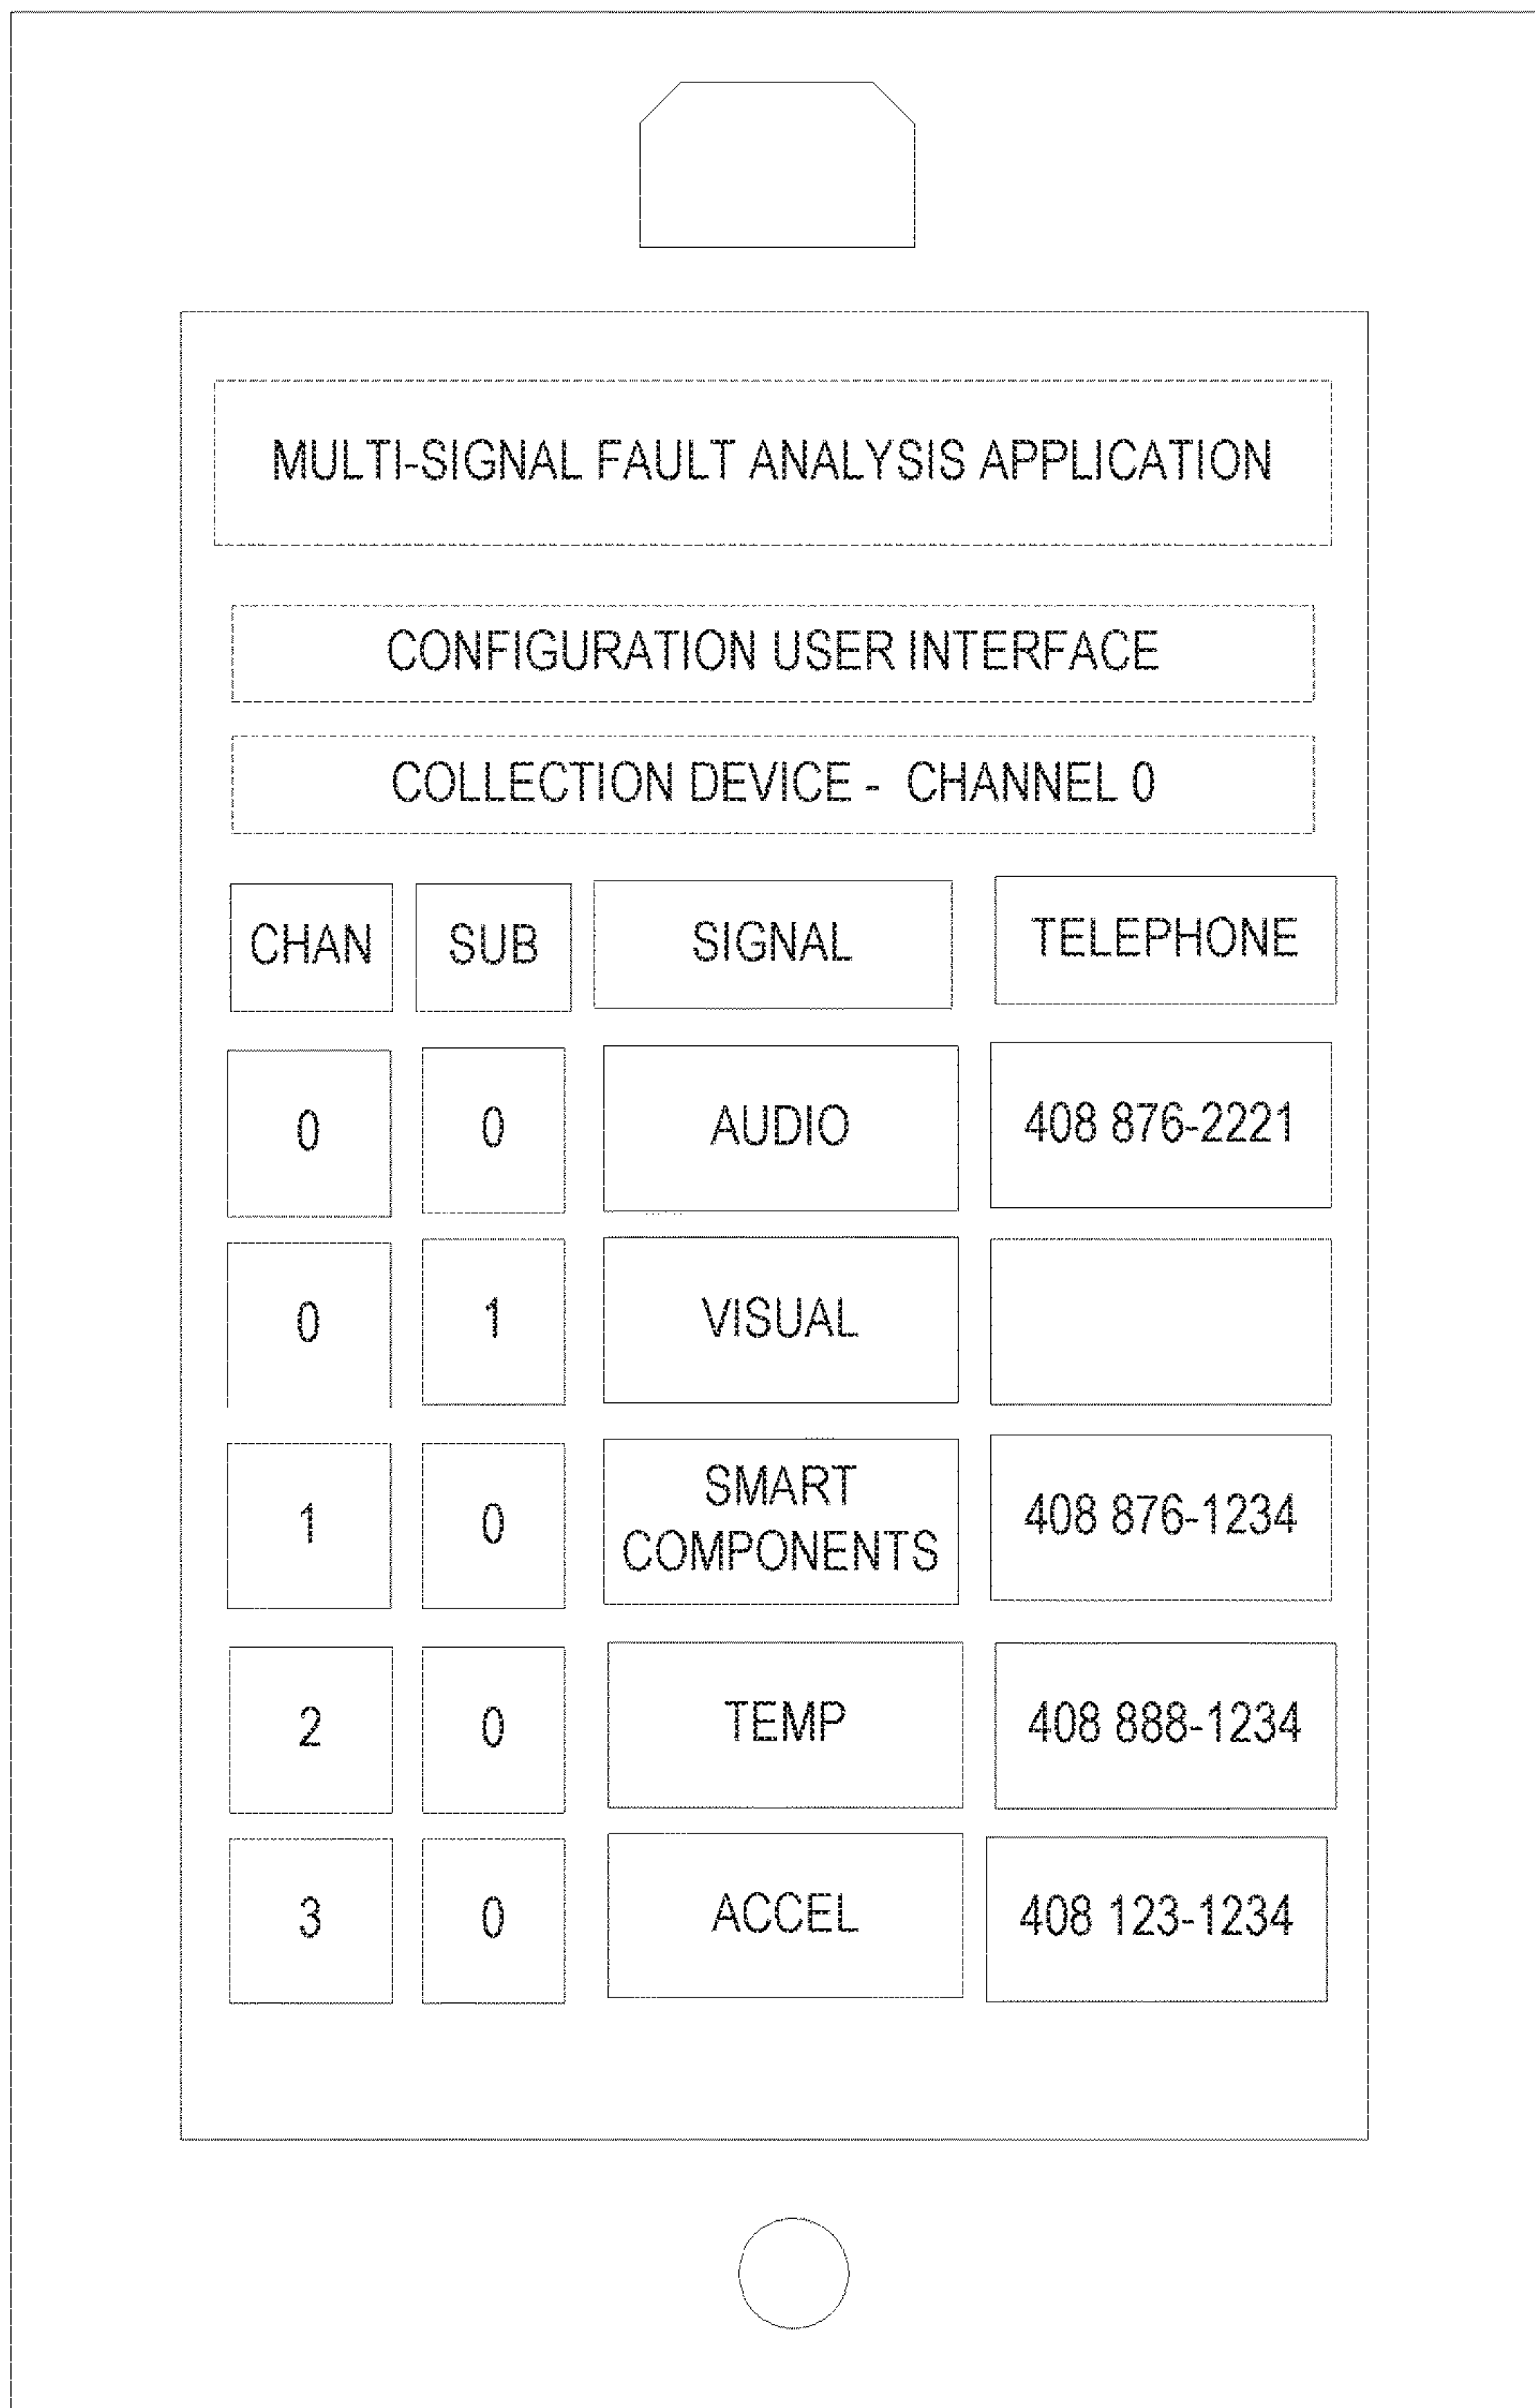 MULTI-SIGNAL FAULT ANALYSIS APPLICATION
CONFIGURATION USER INTERFACE
COLLECTION DEVICE - CHANNEL 0
CHAN SUB SIGNAL TELEPHONE
0 0 AUDIO 408 876-2221
0 1 VISUAL
1 0 SMART COMPONENTS 408 876-1234
2 0 TEMP 408 888-1234
3 0 ACCEL 408 123-1234